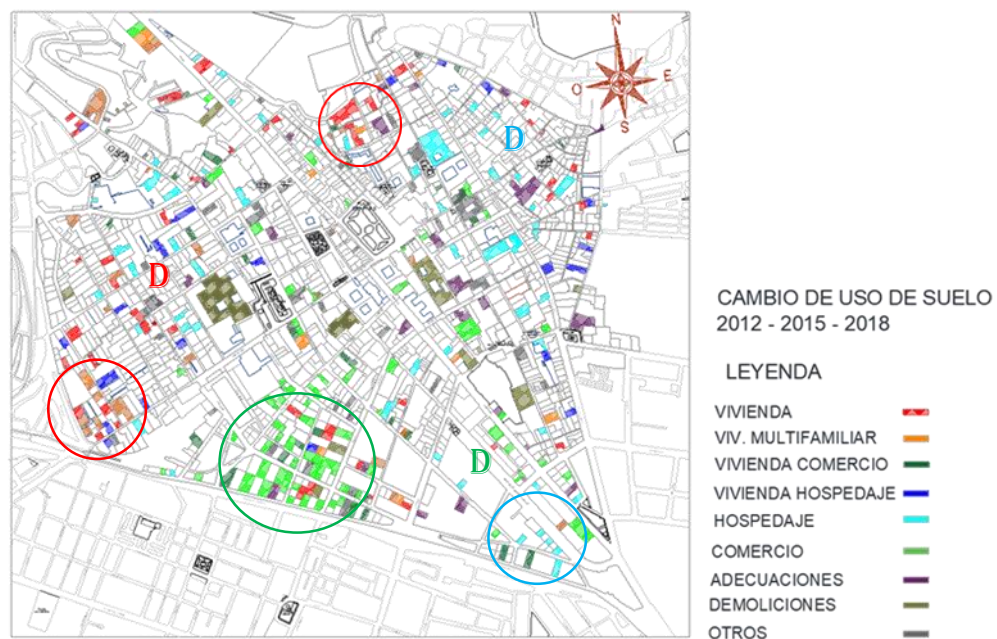 N
O
E
S
D
D
D
CAMBIO DE USO DE SUELO
2012 - 2015 - 2018
LEYENDA
VIVIENDA
VIV. MULTIFAMILIAR
VIVIENDA COMERCIO
VIVIENDA HOSPEDAJE
HOSPEDAJE
COMERCIO
ADECUACIONES
DEMOLICIONES
OTROS